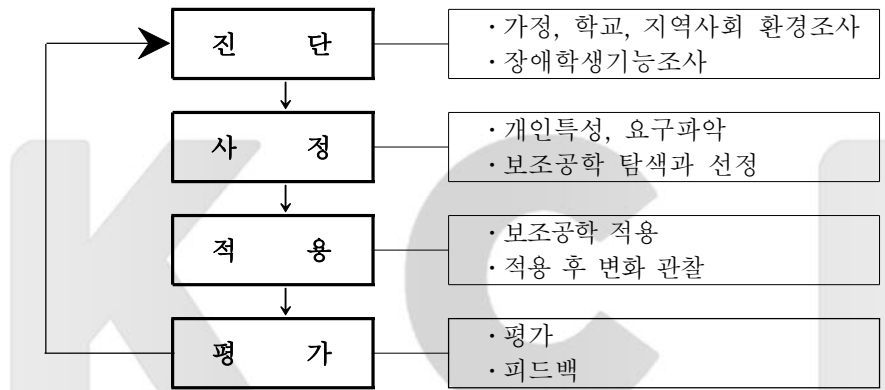 진 단
· 가정, 학교, 지역사회 환경조사
· 장애학생기능조사
사 정
· 개인특성, 요구파악
· 보조공학 탐색과 선정
적 용
· 보조공학 적용
· 적용 후 변화 관찰
평 가
· 평가
· 피드백
KCI